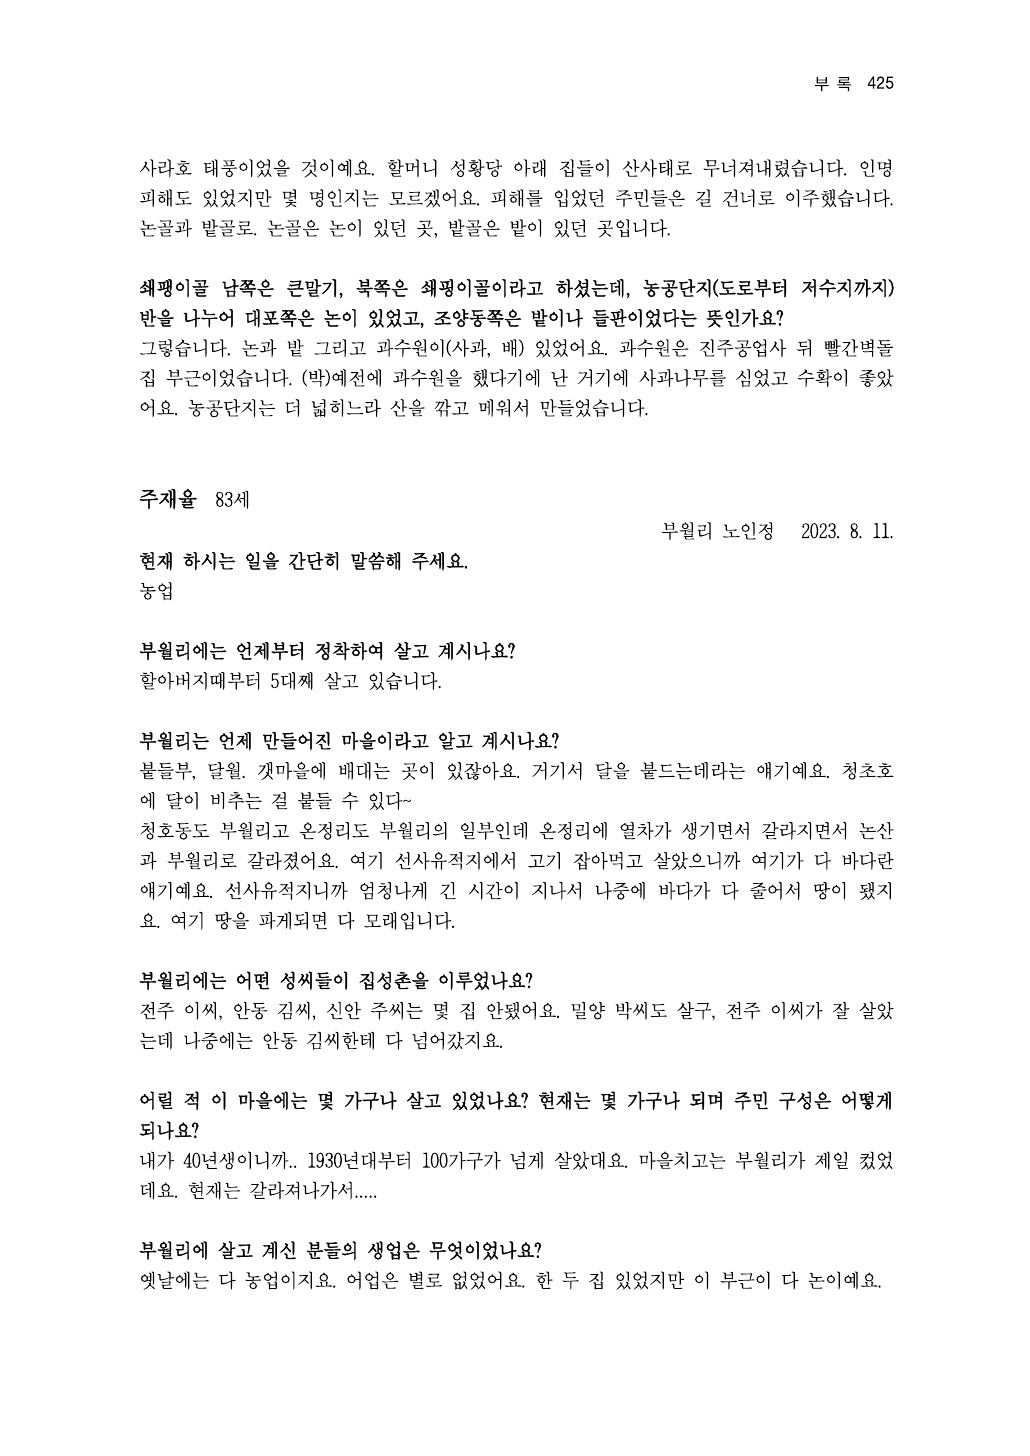 부 록 425
사라호 태풍이었을 것이예요. 할머니 성황당 아래 집들이 산사태로 무너져내렸습니다. 인명
피해도 있었지만 몇 명인지는 모르겠어요. 피해를 입었던 주민들은 길 건너로 이주했습니다.
논골과 밭골로. 논골은 논이 있던 곳, 밭골은 밭이 있던 곳입니다.
쇄팽이골 남쪽은 큰말기, 북쪽은 쇄핑이골이라고 하셨는데, 농공단지(도로부터 저수지까지)
반을 나누어 대포쪽은 논이 있었고, 조양동쪽은 밭이나 들판이었다는 뜻인가요?
그렇습니다. 논과 밭 그리고 과수원이(사과, 배) 있었어요. 과수원은 진주공업사 뒤 빨간벽돌
집 부근이었습니다. (박)예전에 과수원을 했다기에 난 거기에 사과나무를 심었고 수확이 좋았
어요. 농공단지는 더 넓히느라 산을 깎고 메워서 만들었습니다.
주재율 83세
부월리 노인정 2023. 8. 11.
현재 하시는 일을 간단히 말씀해 주세요.
농업
부월리에는 언제부터 정착하여 살고 계시나요?
할아버지때부터 5대째 살고 있습니다.
부월리는 언제 만들어진 마을이라고 알고 계시나요?
붙들부, 달월. 갯마을에 배대는 곳이 있잖아요. 거기서 달을 붙드는데라는 얘기예요. 청초호
에 달이 비추는 걸 붙들 수 있다~
청호동도 부월리고 온정리도 부월리의 일부인데 온정리에 열차가 생기면서 갈라지면서 논산
과 부월리로 갈라졌어요. 여기 선사유적지에서 고기 잡아먹고 살았으니까 여기가 다 바다란
얘기예요. 선사유적지니까 엄청나게 긴 시간이 지나서 나중에 바다가 다 줄어서 땅이 됐지
요. 여기 땅을 파게되면 다 모래입니다.
부월리에는 어떤 성씨들이 집성촌을 이루었나요?
전주 이씨, 안동 김씨, 신안 주씨는 몇 집 안됐어요. 밀양 박씨도 살구, 전주 이씨가 잘 살았
는데 나중에는 안동 김씨한테 다 넘어갔지요.
어릴 적 이 마을에는 몇 가구나 살고 있었나요? 현재는 몇 가구나 되며 주민 구성은 어떻게
되나요?
내가 40년생이니까.. 1930년대부터 100가구가 넘게 살았대요. 마을치고는 부월리가 제일 컸었
데요. 현재는 갈라져나가서.....
부월리에 살고 계신 분들의 생업은 무엇이었나요?
옛날에는 다 농업이지요. 어업은 별로 없었어요. 한 두 집 있었지만 이 부근이 다 논이예요.